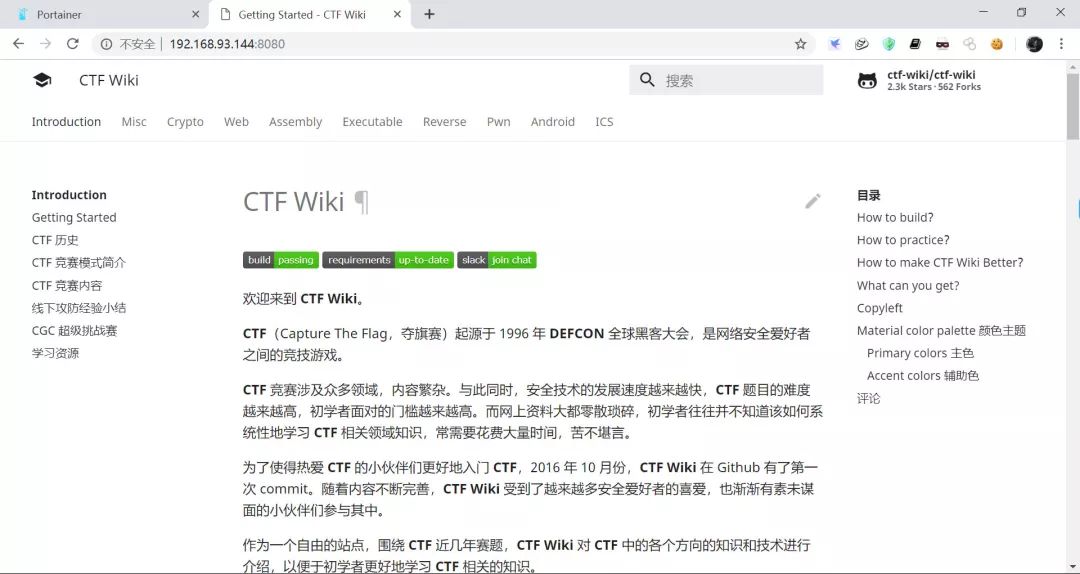 Portainer
Getting Started - CTF Wiki
不安全 | 192.168.93.144:8080
CTF Wiki
搜索
ctf-wiki/ctf-wiki
2.3k Stars · 562 Forks
Introduction Misc Crypto Web Assembly Executable Reverse Pwn Android ICS
Introduction
Getting Started
CTF 历史
CTF 竞赛模式简介
CTF 竞赛内容
线下攻防经验小结
CGC 超级挑战赛
学习资源
CTF Wiki ¶
build passing requirements up-to-date slack join chat
欢迎来到 CTF Wiki。
CTF（Capture The Flag，夺旗赛）起源于 1996 年 DEFCON 全球黑客大会，是网络安全爱好者
之间的竞技游戏。
CTF 竞赛涉及众多领域，内容繁杂。与此同时，安全技术的发展速度越来越快，CTF 题目的难度
越来越高，初学者面对的门槛越来越高。而网上资料大都零散琐碎，初学者往往并不知道该如何系
统性地学习 CTF 相关领域知识，常需要花费大量时间，苦不堪言。
为了使得热爱 CTF 的小伙伴们更好地入门 CTF，2016 年 10 月份，CTF Wiki 在 Github 有了第一
次 commit。随着内容不断完善，CTF Wiki 受到了越来越多安全爱好者的喜爱，也渐渐有素未谋
面的小伙伴们参与其中。
作为一个自由的站点，围绕 CTF 近几年赛题，CTF Wiki 对 CTF 中的各个方向的知识和技术进行
介绍，以便于初学者更好地学习 CTF 相关的知识。
目录
How to build?
How to practice?
How to make CTF Wiki Better?
What can you get?
Copyleft
Material color palette 颜色主题
Primary colors 主色
Accent colors 辅助色
评论